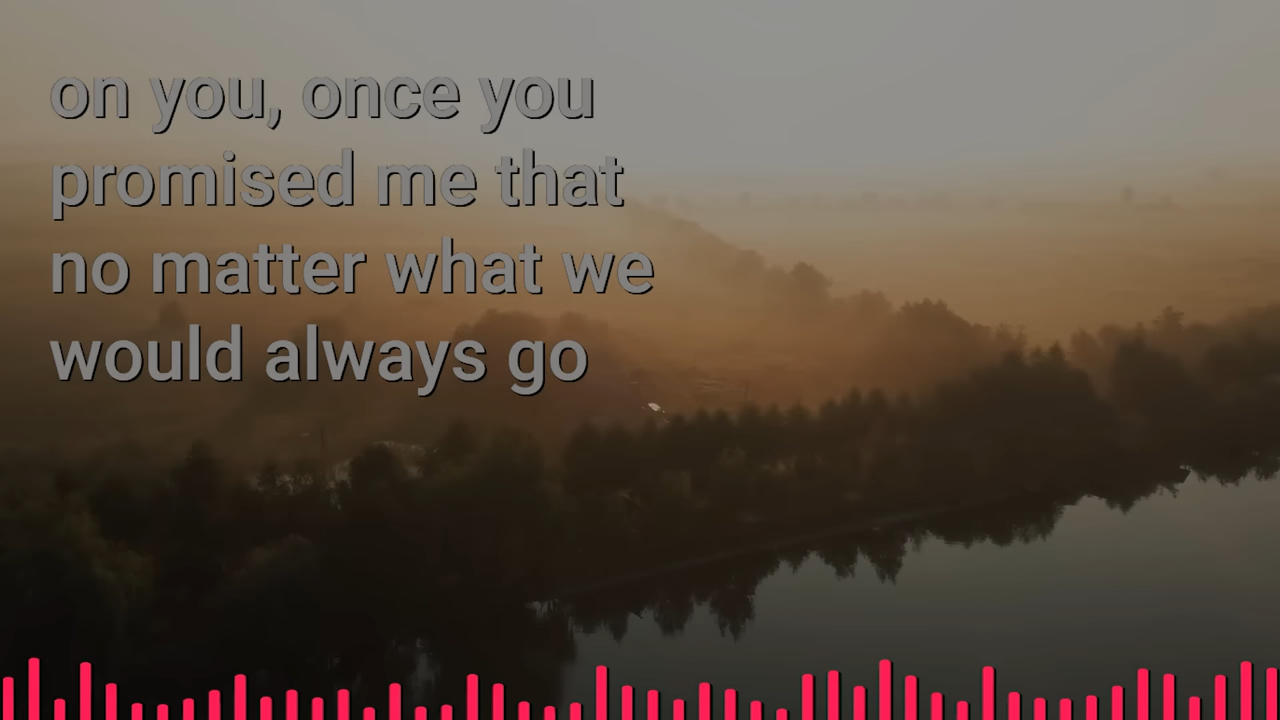 on you, once you
promised me that
no matter what we
would always go